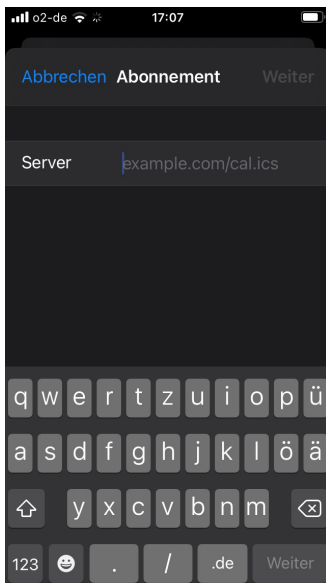 o2-de 17:07
Abbrechen Abonnement Weiter
Server example.com/cal.ics
q w e r t z u i o p ü
a s d f g h j k l ö ä
y x c v b n m
123 . / .de Weiter